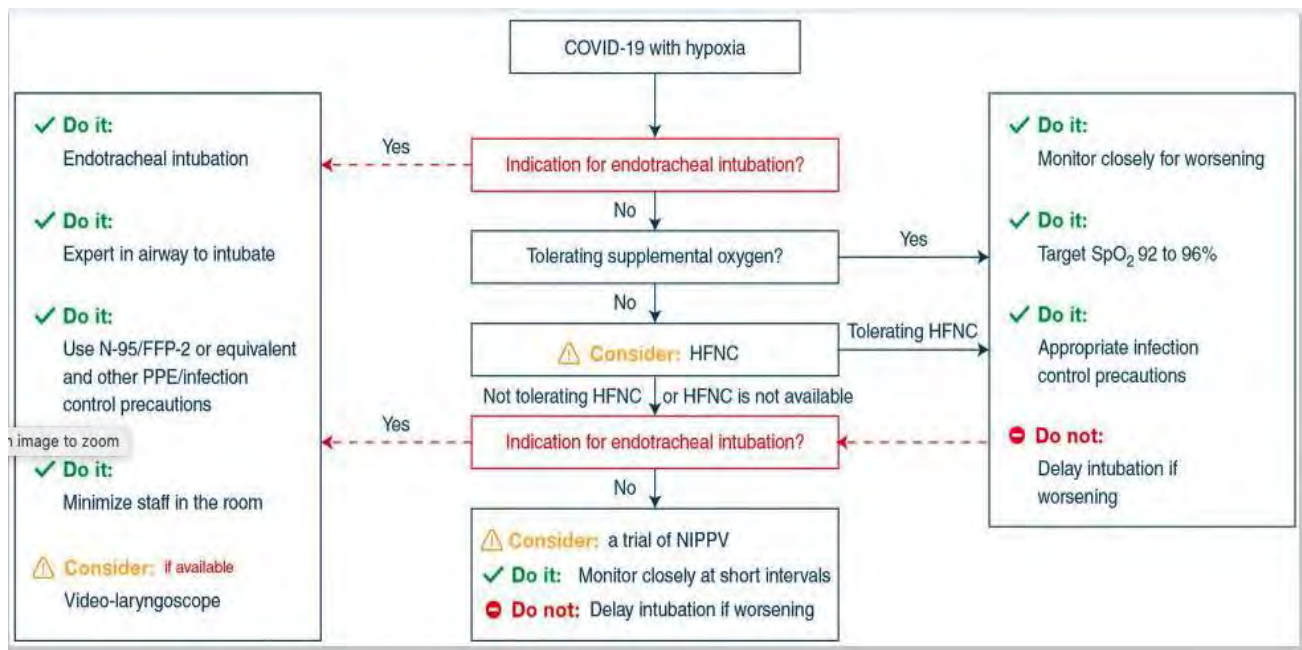 COVID-19 with hypoxia
✓ Do it:
Endotracheal intubation
✓ Do it:
Expert in airway to intubate
✓ Do it:
Use N-95/FFP-2 or equivalent
and other PPE/infection
control precautions
n image to zoom
✓ Do it:
Minimize staff in the room
Consider: if available
Video-laryngoscope
Yes
Indication for endotracheal intubation?
No
Tolerating supplemental oxygen?
Yes
No
Consider: HFNC
Tolerating HFNC
Not tolerating HFNC or HFNC is not available
Yes
Indication for endotracheal intubation?
No
Consider: a trial of NIPPV
✓ Do it: Monitor closely at short intervals
Do not: Delay intubation if worsening
✓ Do it:
Monitor closely for worsening
✓ Do it:
Target SpO₂ 92 to 96%
✓ Do it:
Appropriate infection
control precautions
Do not:
Delay intubation if
worsening